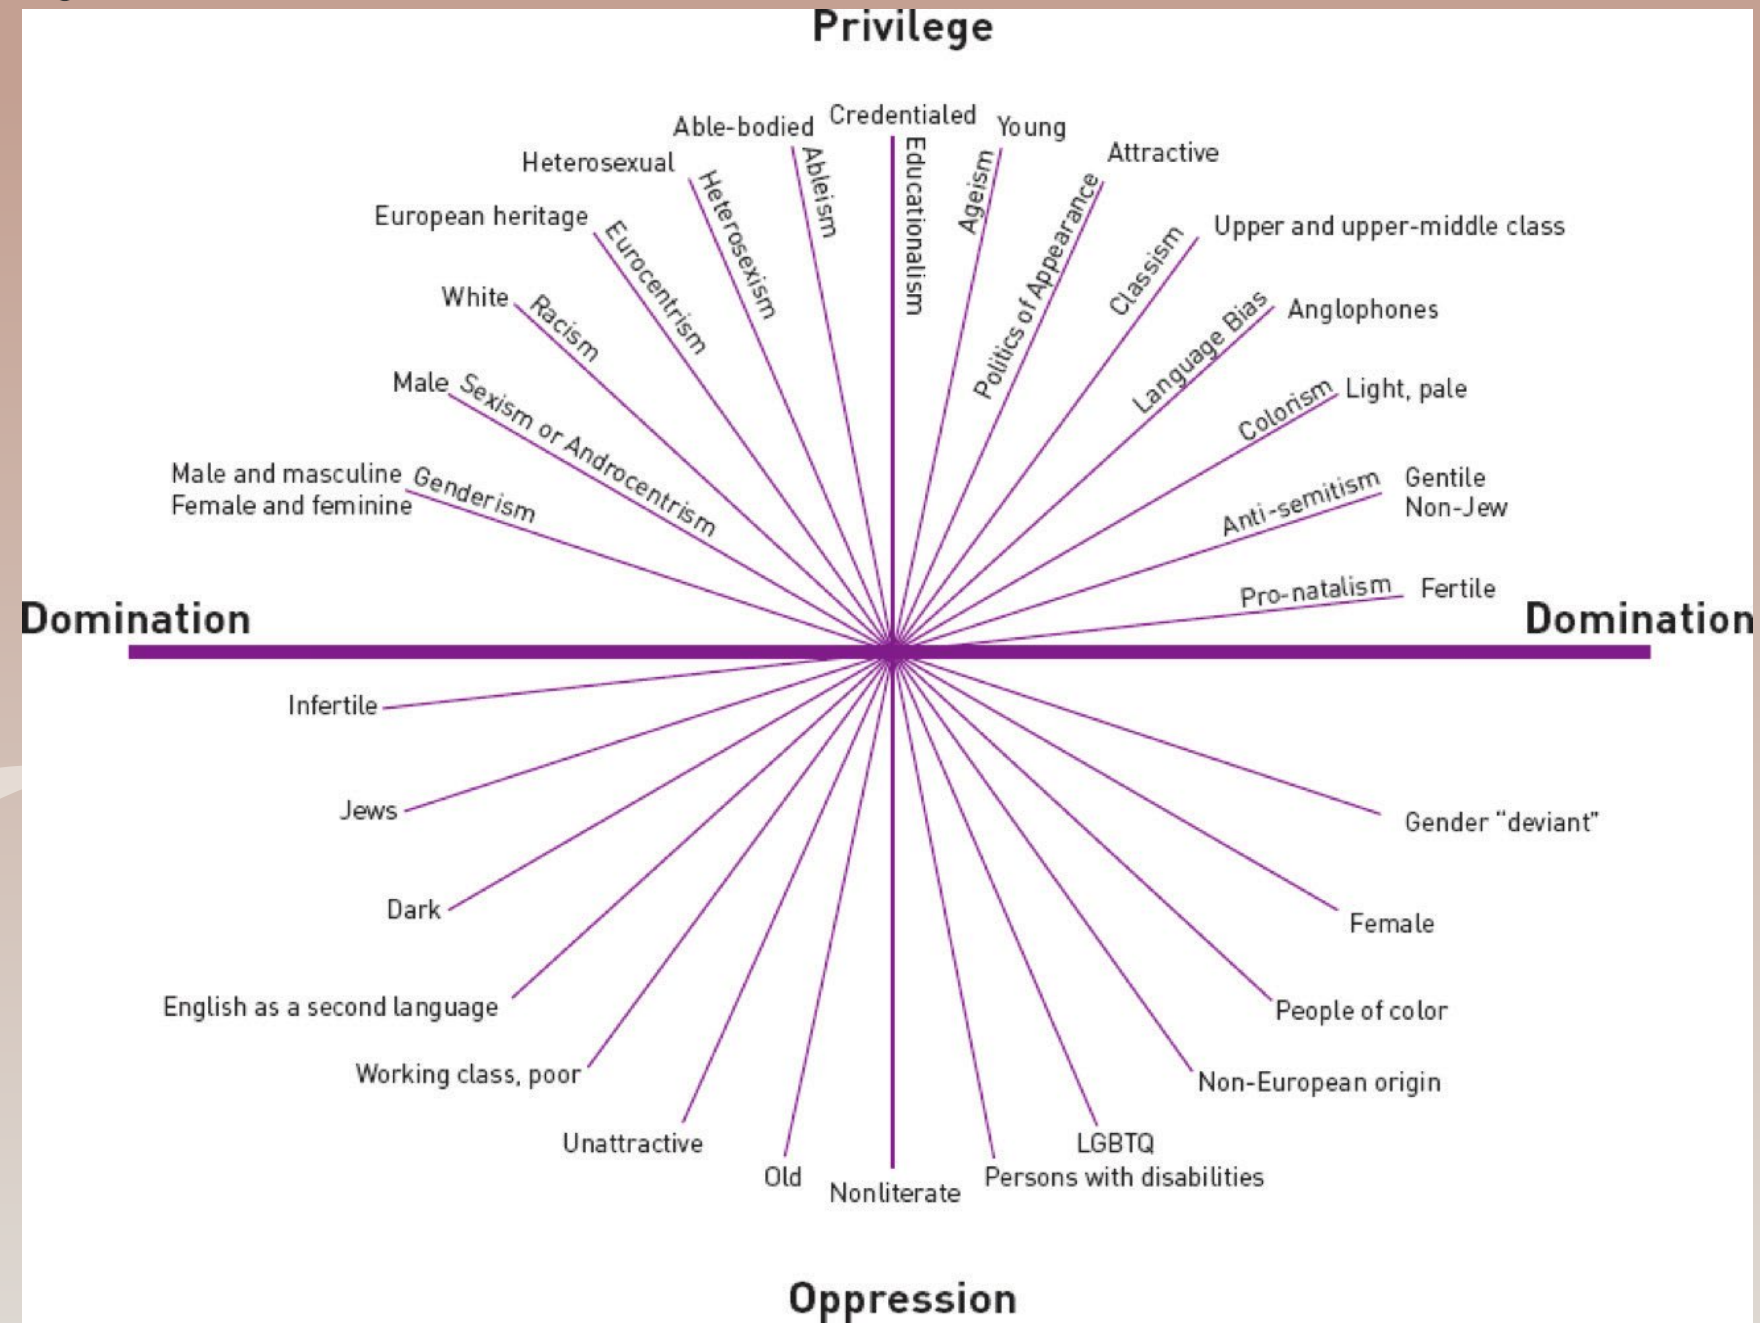 Privilege
Credentialed
Able-bodied
Young
Heterosexual
Attractive
European heritage
Upper and upper-middle class
White
Anglophones
Male
Light, pale
Male and masculine
Female and feminine
Gentile
Non-Jew
Fertile
Genderism
Sexism or Androcentrism
Racism
Eurocentrism
Heterosexism
Ableism
Educationalism
Ageism
Politics of Appearance
Classism
Language Bias
Colorism
Anti-semitism
Pro-natalism
Domination
Domination
Infertile
Jews
Gender “deviant”
Dark
Female
English as a second language
People of color
Working class, poor
Non-European origin
Unattractive
LGBTQ
Old
Persons with disabilities
Nonliterate
Oppression